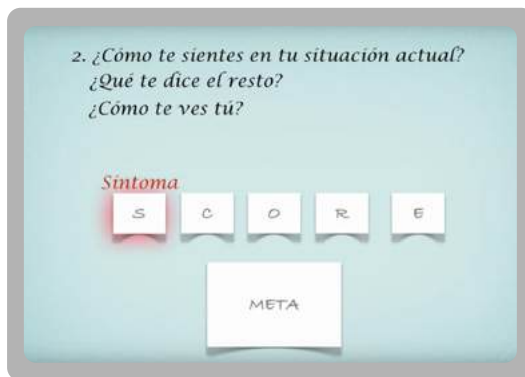 2. ¿Cómo te sientes en tu situación actual?
¿Qué te dice el resto?
¿Cómo te ves tú?
Síntoma
S C O R E
META